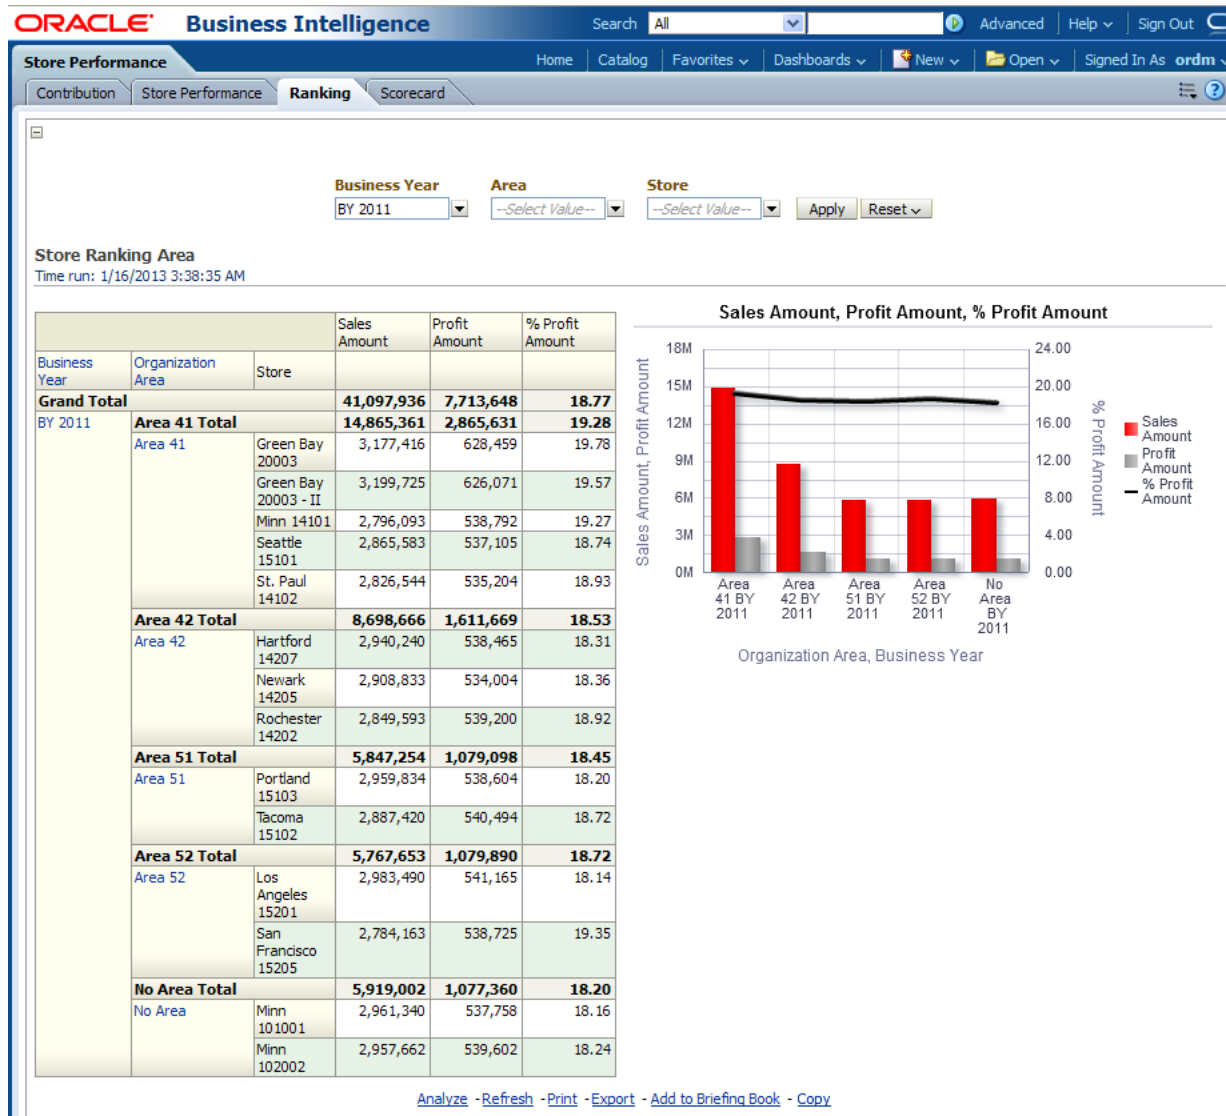 ORACLE Business Intelligence Search All Advanced Help Sign Out
Store Performance Home Catalog Favorites Dashboards New Open Signed In As ordm
Contribution Store Performance Ranking Scorecard
Business Year Area Store
BY 2011 --Select Value-- --Select Value-- Apply Reset
Store Ranking Area
Time run: 1/16/2013 3:38:35 AM
Sales Amount Profit Amount % Profit Amount
Business Year Organization Area Store
Grand Total 41,097,936 7,713,648 18.77
BY 2011 Area 41 Total 14,865,361 2,865,631 19.28
Area 41 Green Bay 20003 3,177,416 628,459 19.78
Green Bay 20003 - II 3,199,725 626,071 19.57
Minn 14101 2,796,093 538,792 19.27
Seattle 15101 2,865,583 537,105 18.74
St. Paul 14102 2,826,544 535,204 18.93
Area 42 Total 8,698,666 1,611,669 18.53
Area 42 Hartford 14207 2,940,240 538,465 18.31
Newark 14205 2,908,833 534,004 18.36
Rochester 14202 2,849,593 539,200 18.92
Area 51 Total 5,847,254 1,079,098 18.45
Area 51 Portland 15103 2,959,834 538,604 18.20
Tacoma 15102 2,887,420 540,494 18.72
Area 52 Total 5,767,653 1,079,890 18.72
Area 52 Los Angeles 15201 2,983,490 541,165 18.14
San Francisco 15205 2,784,163 538,725 19.35
No Area Total 5,919,002 1,077,360 18.20
No Area Minn 101001 2,961,340 537,758 18.16
Minn 102002 2,957,662 539,602 18.24
Sales Amount, Profit Amount, % Profit Amount
Sales Amount, Profit Amount
18M
15M
12M
9M
6M
3M
0M
24.00
20.00
16.00
12.00
8.00
4.00
0.00
% Profit Amount
Sales Amount
Profit Amount
% Profit Amount
Area 41 BY 2011
Area 42 BY 2011
Area 51 BY 2011
Area 52 BY 2011
No Area BY 2011
Organization Area, Business Year
Analyze - Refresh - Print - Export - Add to Briefing Book - Copy